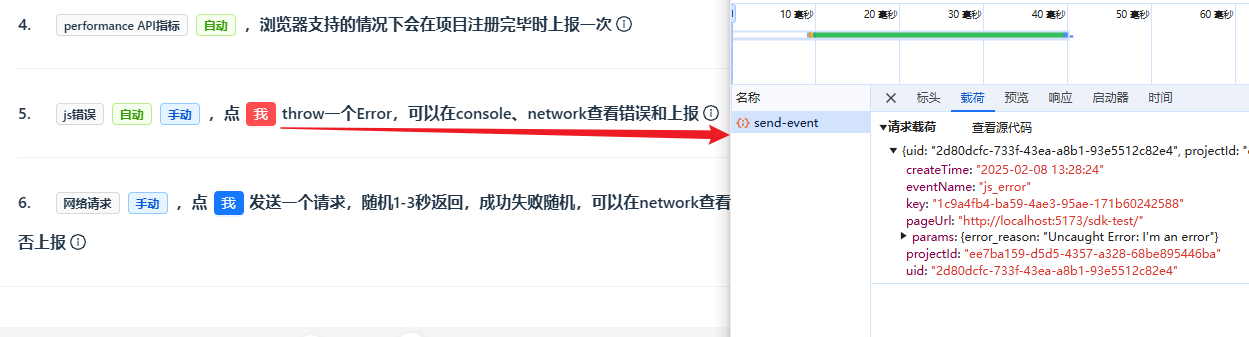 4. performance API指标 自动 ，浏览器支持的情况下会在项目注册完毕时上报一次
5. js错误 自动 手动 ，点 我 throw一个Error，可以在console、network查看错误和上报
6. 网络请求 手动 ，点 我 发送一个请求，随机1-3秒返回，成功失败随机，可以在network查看
否上报
10 毫秒 20 毫秒 30 毫秒 40 毫秒 50 毫秒 60 毫秒
名称
send-event
标头 载荷 预览 响应 启动器 时间
▼请求载荷 查看源代码
▼ {uid: "2d80dcfc-733f-43ea-a8b1-93e5512c82e4", projectId: "
createTime: "2025-02-08 13:28:24"
eventName: "js_error"
key: "1c9a4fb4-ba59-4ae3-95ae-171b60242588"
pageUrl: "http://localhost:5173/sdk-test/"
▶ params: {error_reason: "Uncaught Error: I'm an error"}
projectId: "ee7ba159-d5d5-4357-a328-68be895446ba"
uid: "2d80dcfc-733f-43ea-a8b1-93e5512c82e4"